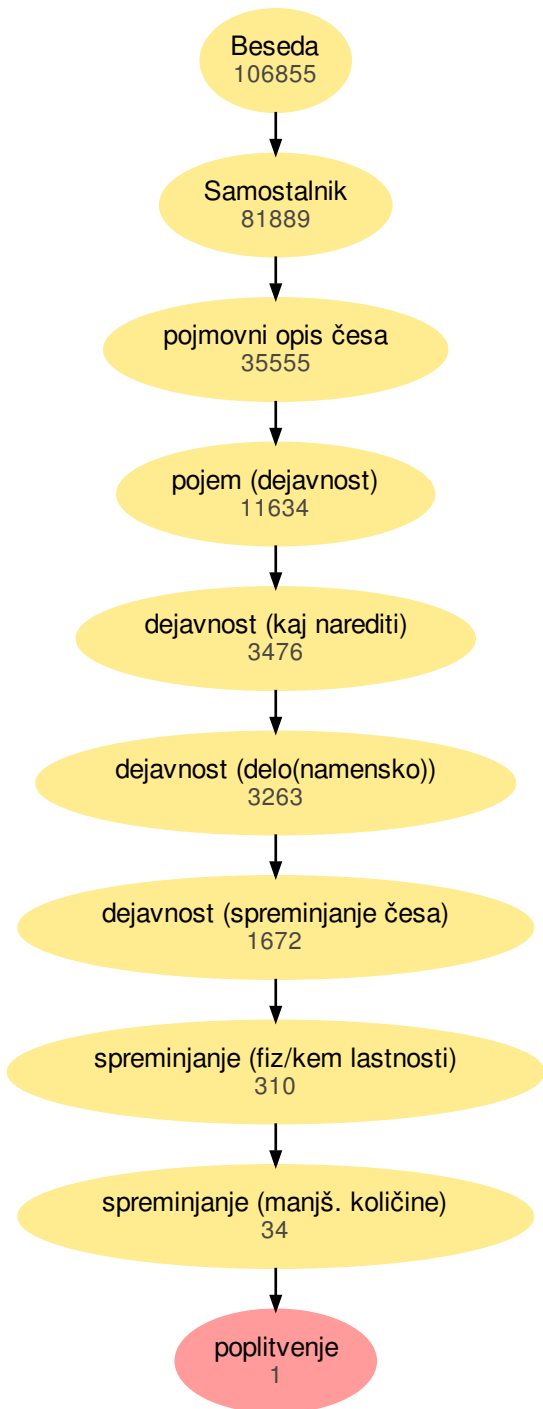 Beseda
106855
Samostalnik
81889
pojmovni opis česa
35555
pojem (dejavnost)
11634
dejavnost (kaj narediti)
3476
dejavnost (delo(namensko))
3263
dejavnost (spreminjanje česa)
1672
spreminjanje (fiz/kem lastnosti)
310
spreminjanje (manjš. količine)
34
poplitvenje
1